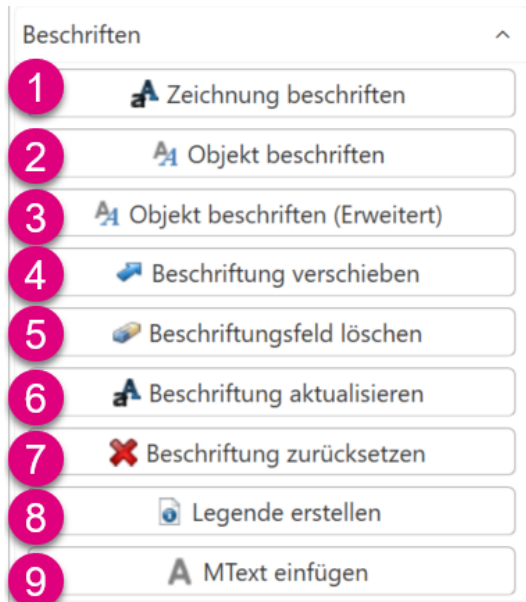 Beschriften
1 Zeichnung beschriften
2 Objekt beschriften
3 Objekt beschriften (Erweitert)
4 Beschriftung verschieben
5 Beschriftungsfeld löschen
6 Beschriftung aktualisieren
7 Beschriftung zurücksetzen
8 Legende erstellen
9 MText einfügen